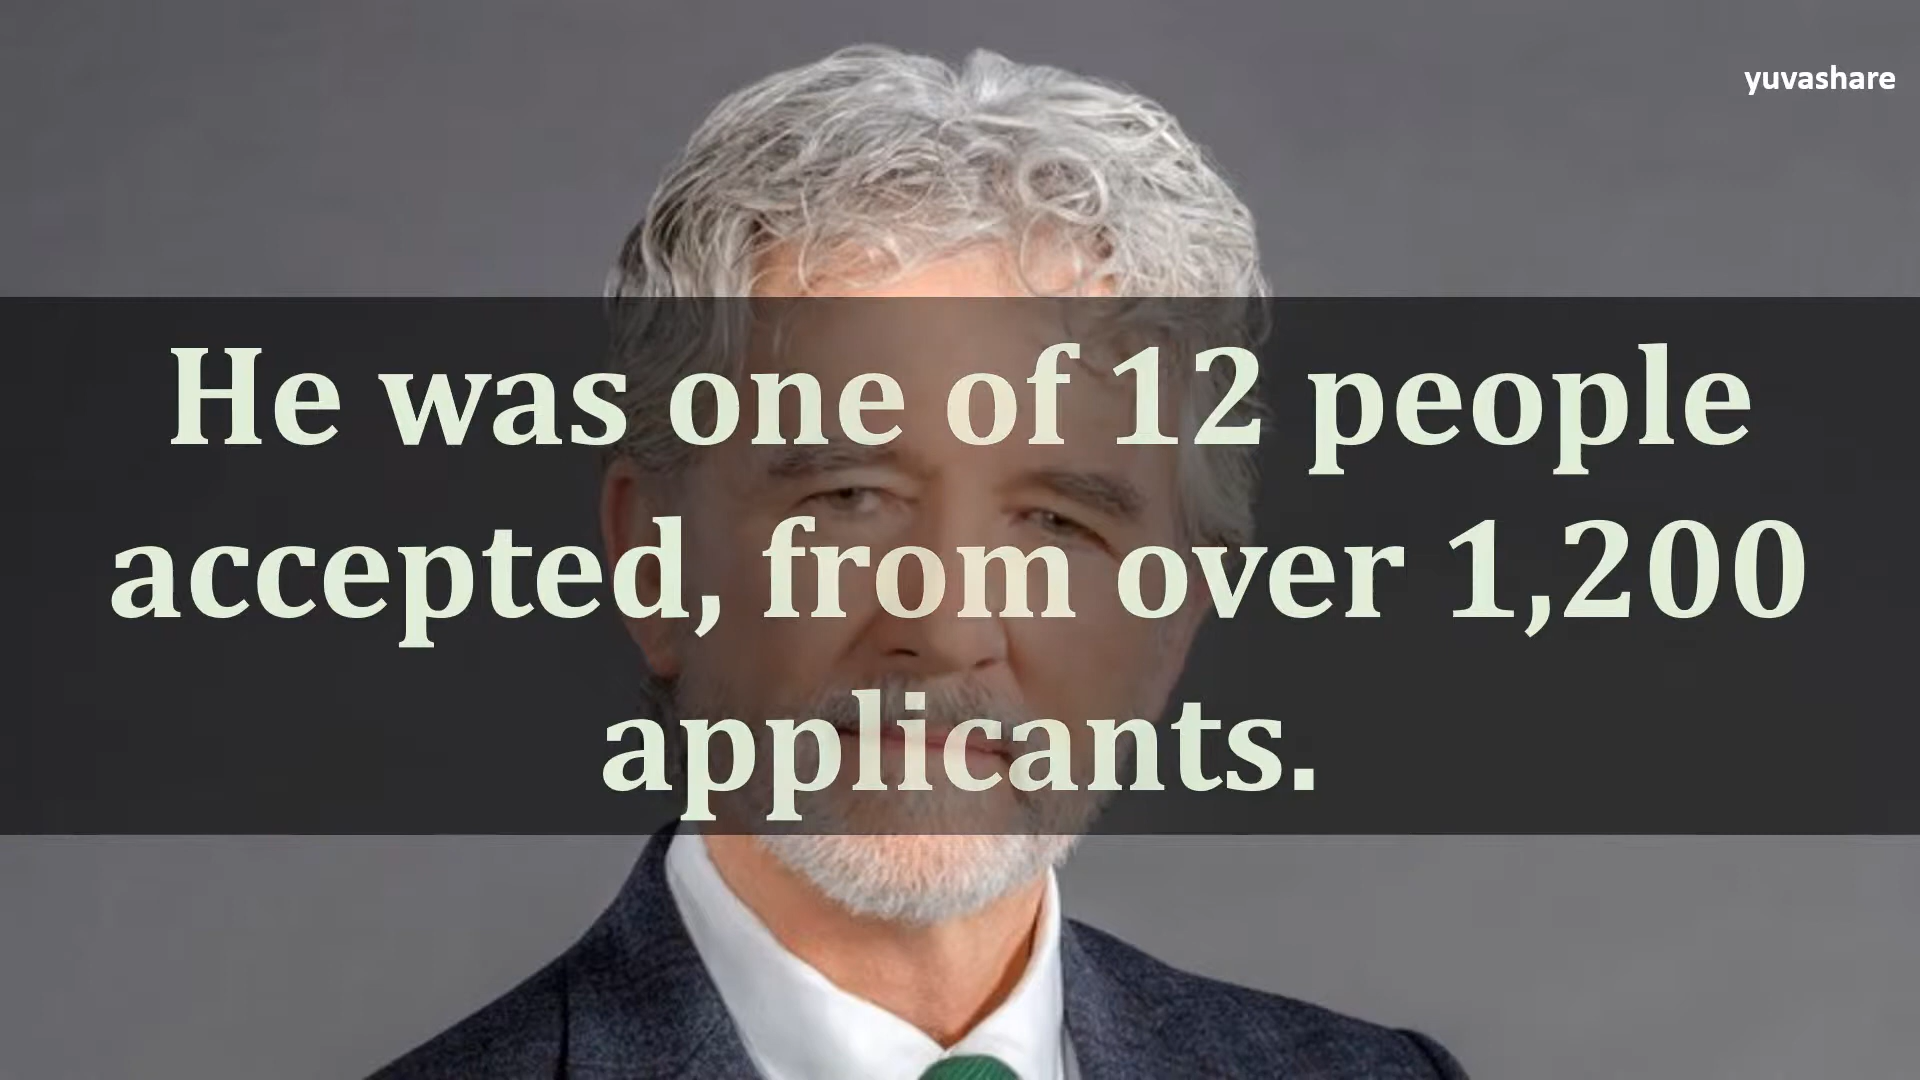 yuvashare
He was one of 12 people
accepted, from over 1,200
applicants.